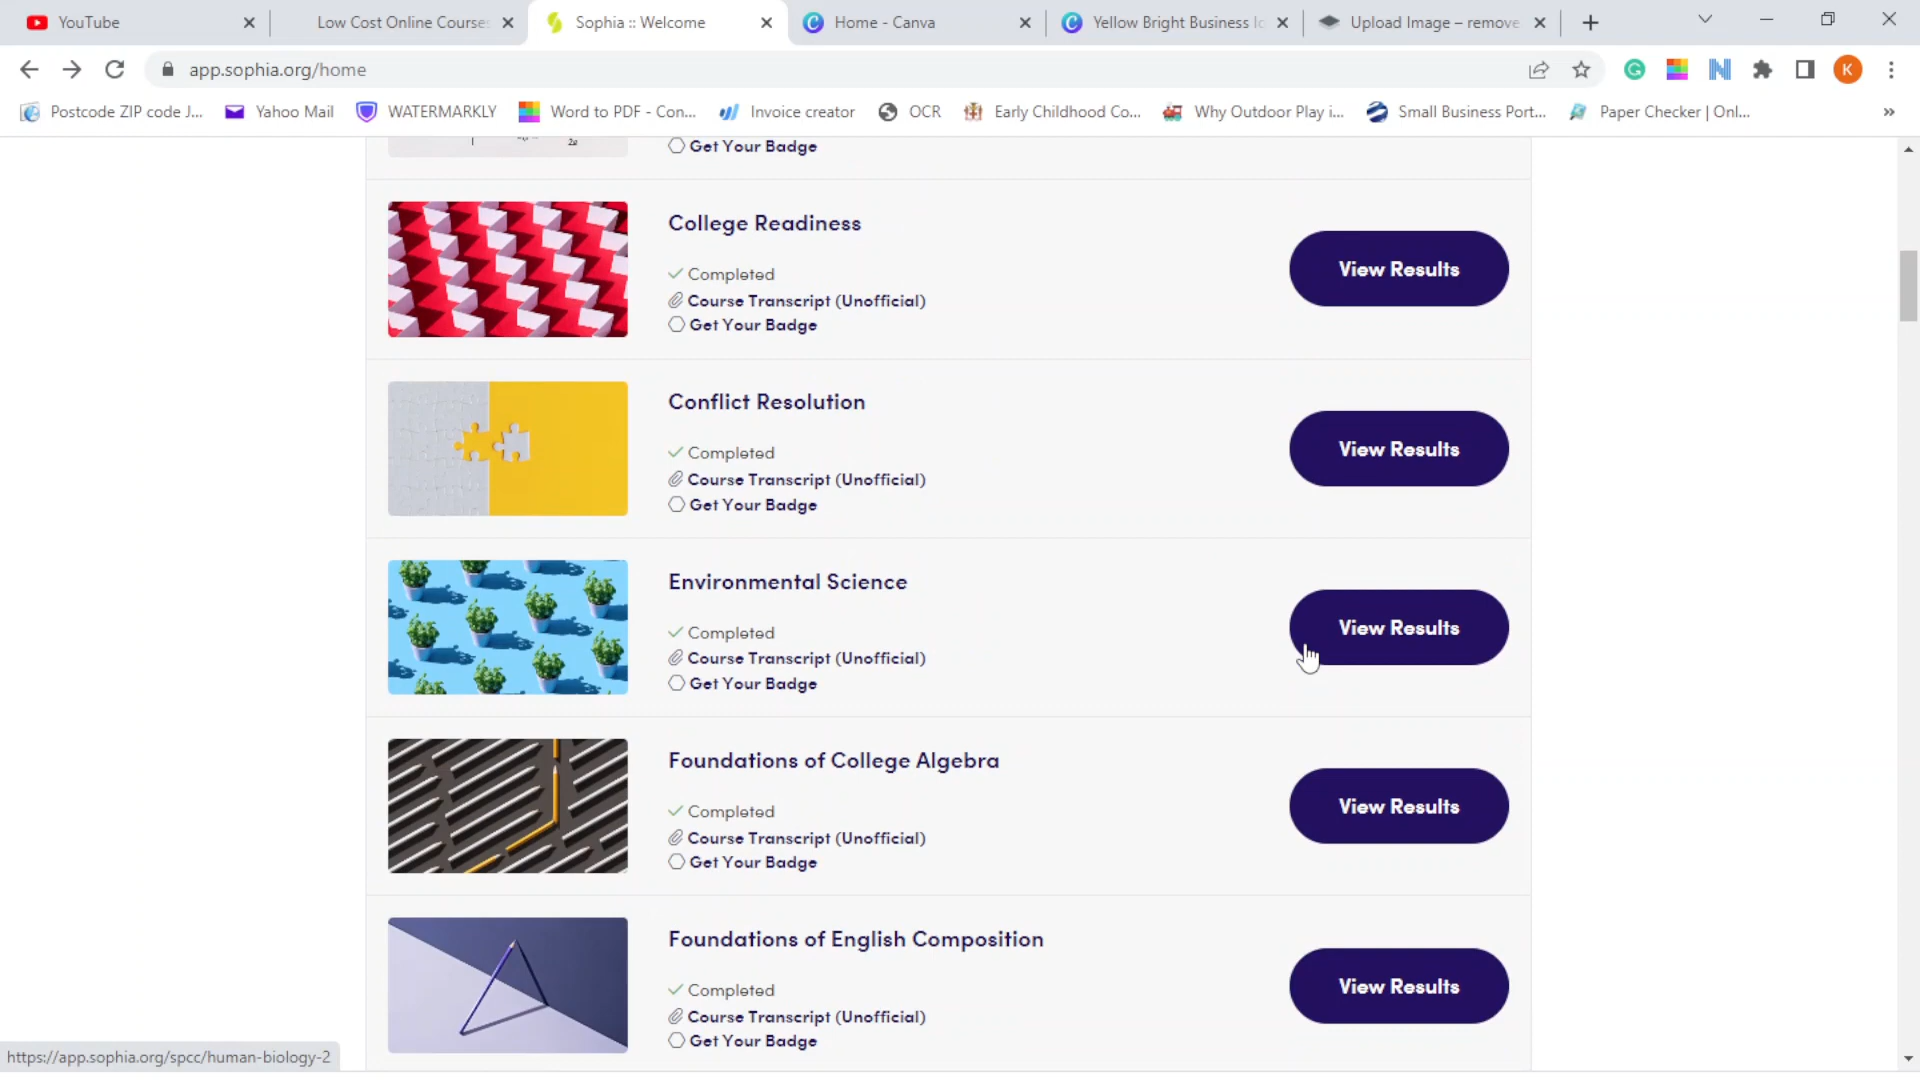 YouTube
Low Cost Online Courses
Sophia :: Welcome
Home - Canva
Yellow Bright Business Ic
Upload Image – remove
app.sophia.org/home
K
Postcode ZIP code J...
Yahoo Mail
WATERMARKLY
Word to PDF - Con...
Invoice creator
OCR
Early Childhood Co...
Why Outdoor Play i...
Small Business Port...
Paper Checker | Onl...
»
2a
Get Your Badge
College Readiness
Completed
Course Transcript (Unofficial)
Get Your Badge
View Results
Conflict Resolution
Completed
Course Transcript (Unofficial)
Get Your Badge
View Results
Environmental Science
Completed
Course Transcript (Unofficial)
Get Your Badge
View Results
Foundations of College Algebra
Completed
Course Transcript (Unofficial)
Get Your Badge
View Results
Foundations of English Composition
Completed
Course Transcript (Unofficial)
Get Your Badge
View Results
https://app.sophia.org/spcc/human-biology-2